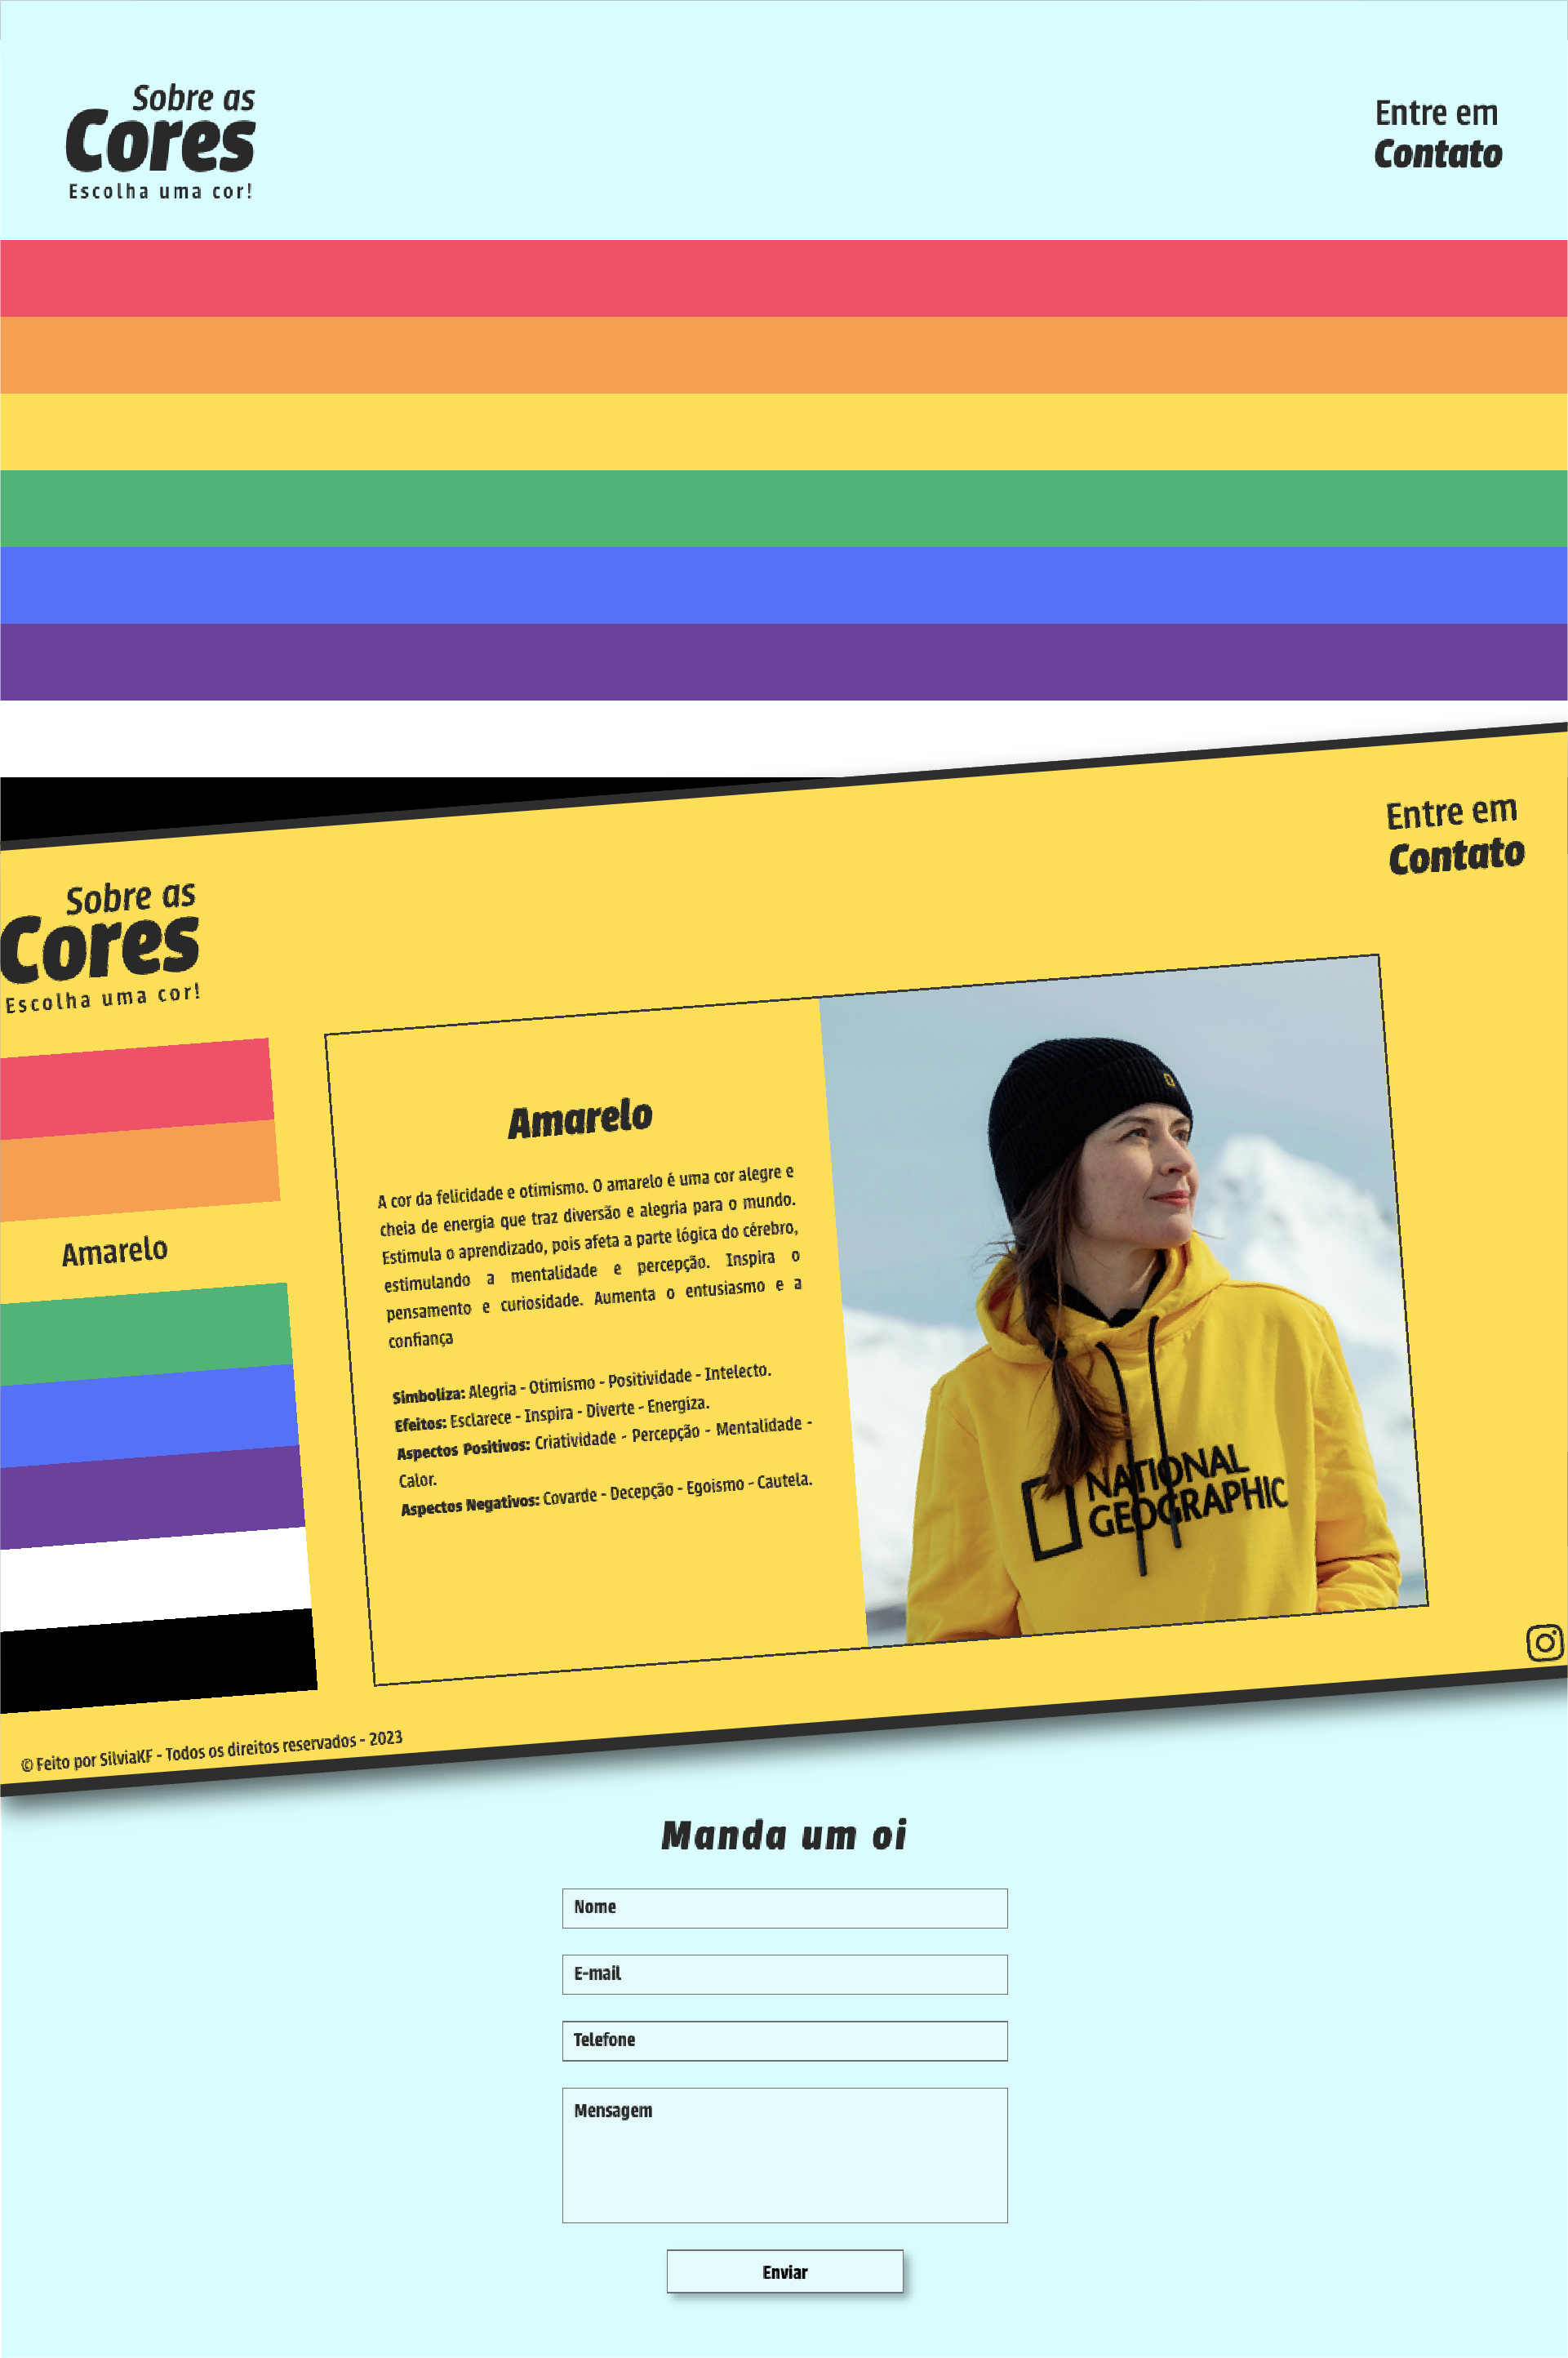 Sobre as
Cores
Escolha uma cor!
Entre em
Contato
Entre em
Contato
Sobre as
Cores
Escolha uma cor!
Amarelo
Amarelo
A cor da felicidade e otimismo. O amarelo é uma cor alegre e
cheia de energia que traz diversão e alegria para o mundo.
Estimula o aprendizado, pois afeta a parte lógica do cérebro,
estimulando a mentalidade e percepção. Inspira o
pensamento e curiosidade. Aumenta o entusiasmo e a
confiança
Simboliza: Alegria - Otimismo - Positividade - Intelecto.
Efeitos: Esclarece - Inspira - Diverte - Energiza.
Aspectos Positivos: Criatividade - Percepção - Mentalidade -
Calor.
Aspectos Negativos: Covarde - Decepção - Egoismo - Cautela.
NATIONAL
GEOGRAPHIC
© Feito por SilviaKF - Todos os direitos reservados - 2023
Manda um oi
Nome
E-mail
Telefone
Mensagem
Enviar